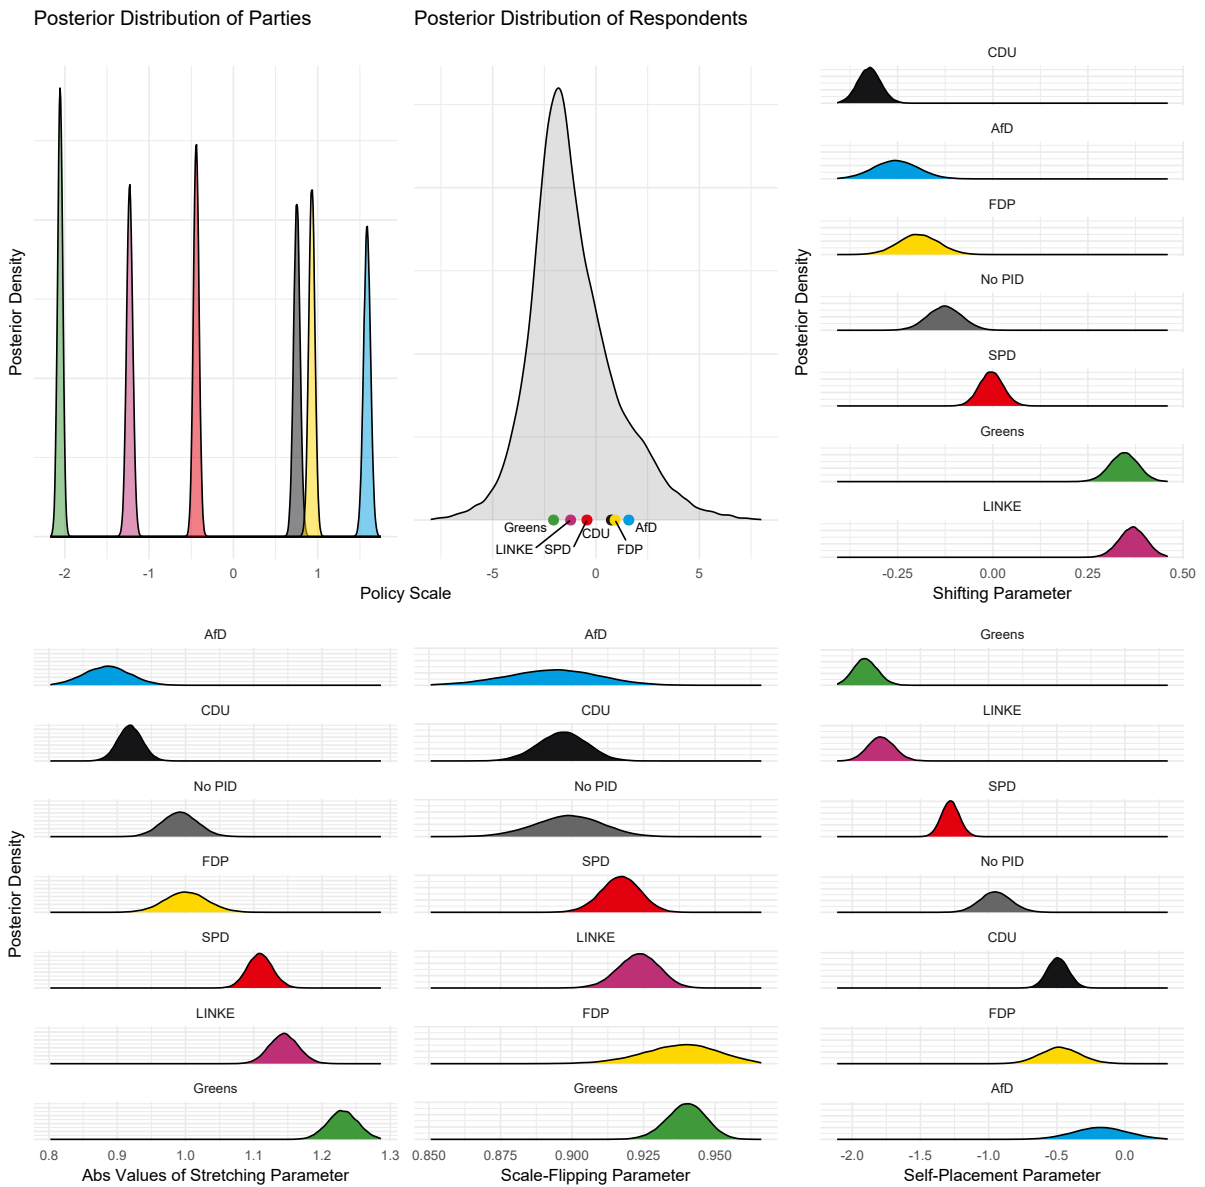 Posterior Distribution of Parties
Posterior Density
-2 -1 0 1
Posterior Distribution of Respondents
Greens CDU AfD
LINKE SPD FDP
-5 0 5
Policy Scale
CDU
AfD
FDP
No PID
SPD
Greens
LINKE
Posterior Density
-0.25 0.00 0.25 0.50
Shifting Parameter
AfD
CDU
No PID
FDP
SPD
LINKE
Greens
Posterior Density
0.8 0.9 1.0 1.1 1.2 1.3
Abs Values of Stretching Parameter
AfD
CDU
No PID
SPD
LINKE
FDP
Greens
0.850 0.875 0.900 0.925 0.950
Scale-Flipping Parameter
Greens
LINKE
SPD
No PID
CDU
FDP
AfD
-2.0 -1.5 -1.0 -0.5 0.0
Self-Placement Parameter